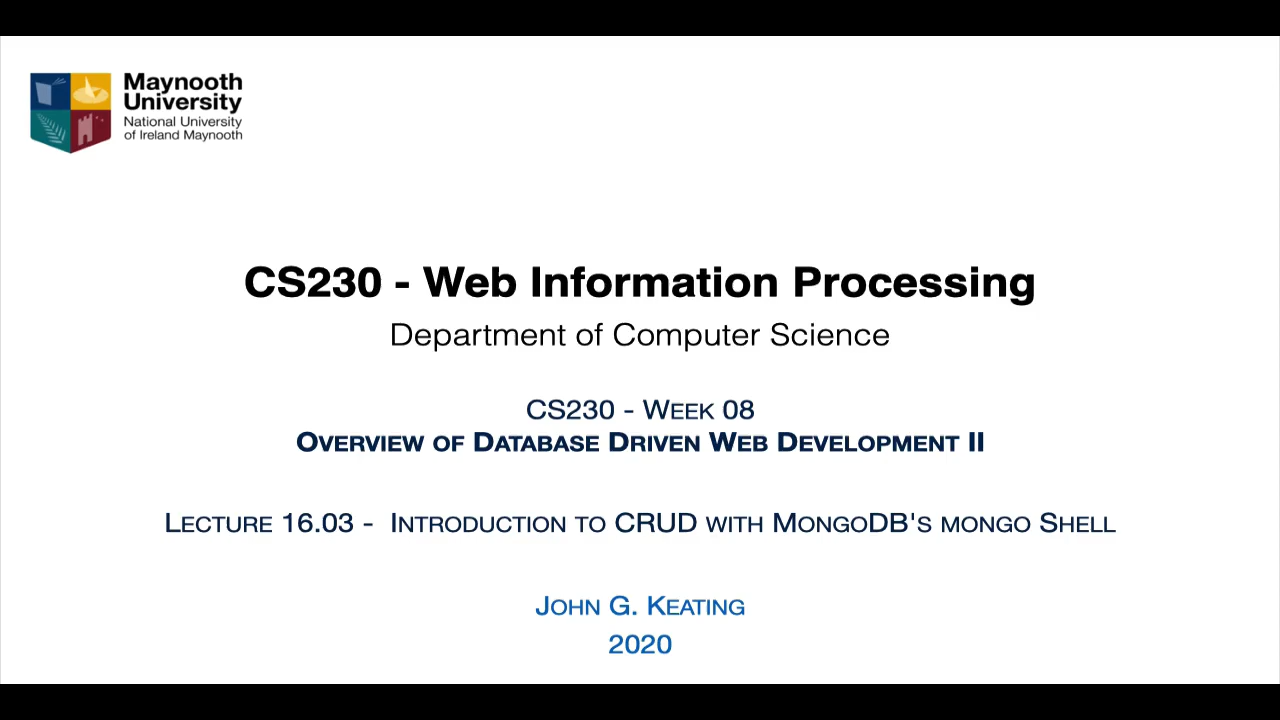 Maynooth
University
National University
of Ireland Maynooth
CS230 - Web Information Processing
Department of Computer Science
CS230 - Week 08
Overview of Database Driven Web Development II
Lecture 16.03 - Introduction to CRUD with MongoDB's mongo Shell
John G. Keating
2020